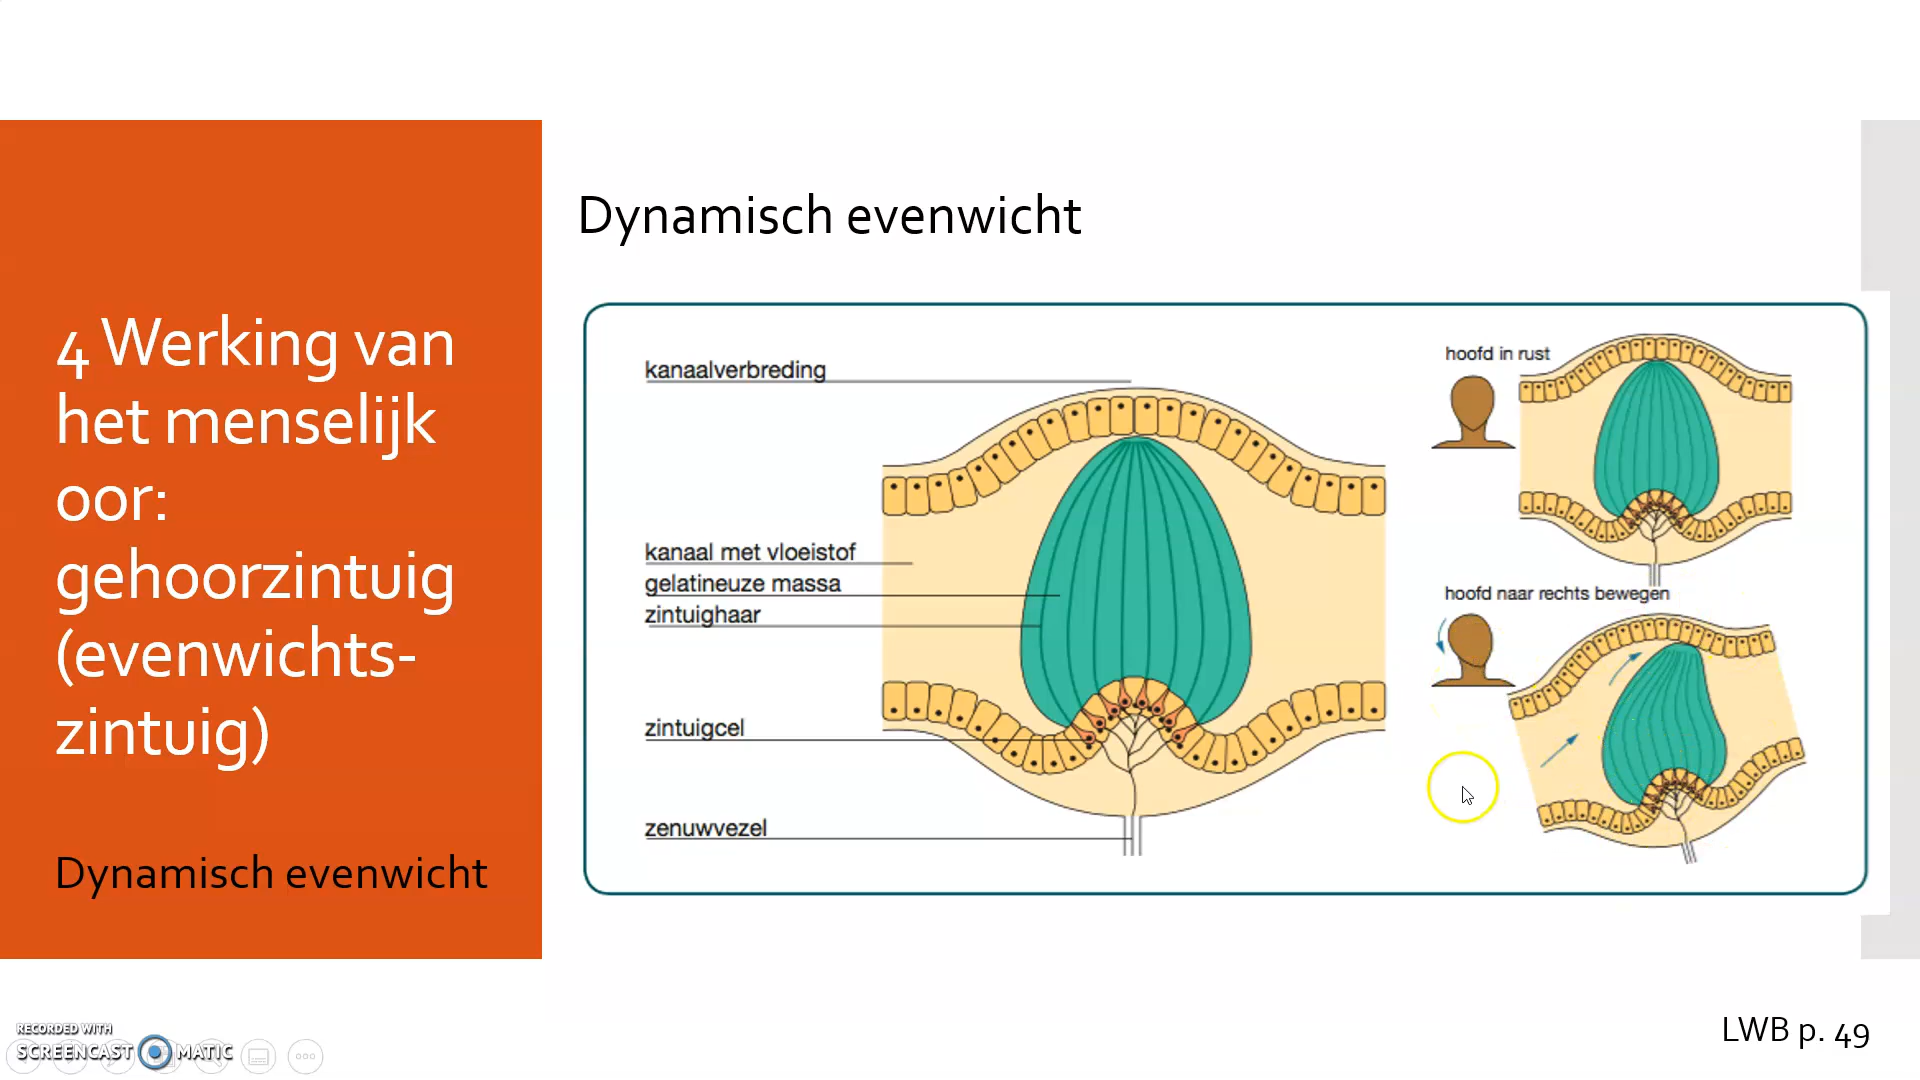 4 Werking van
het menselijk
oor:
gehoorzintuig
(evenwichts-
zintuig)
Dynamisch evenwicht
Dynamisch evenwicht
kanaalverbreding
kanaal met vloeistof
gelatineuze massa
zintuighaar
zintuigcel
zenuwvezel
hoofd in rust
hoofd naar rechts bewegen
LWB p. 49
RECORDED WITH
SCREENCAST MATIC